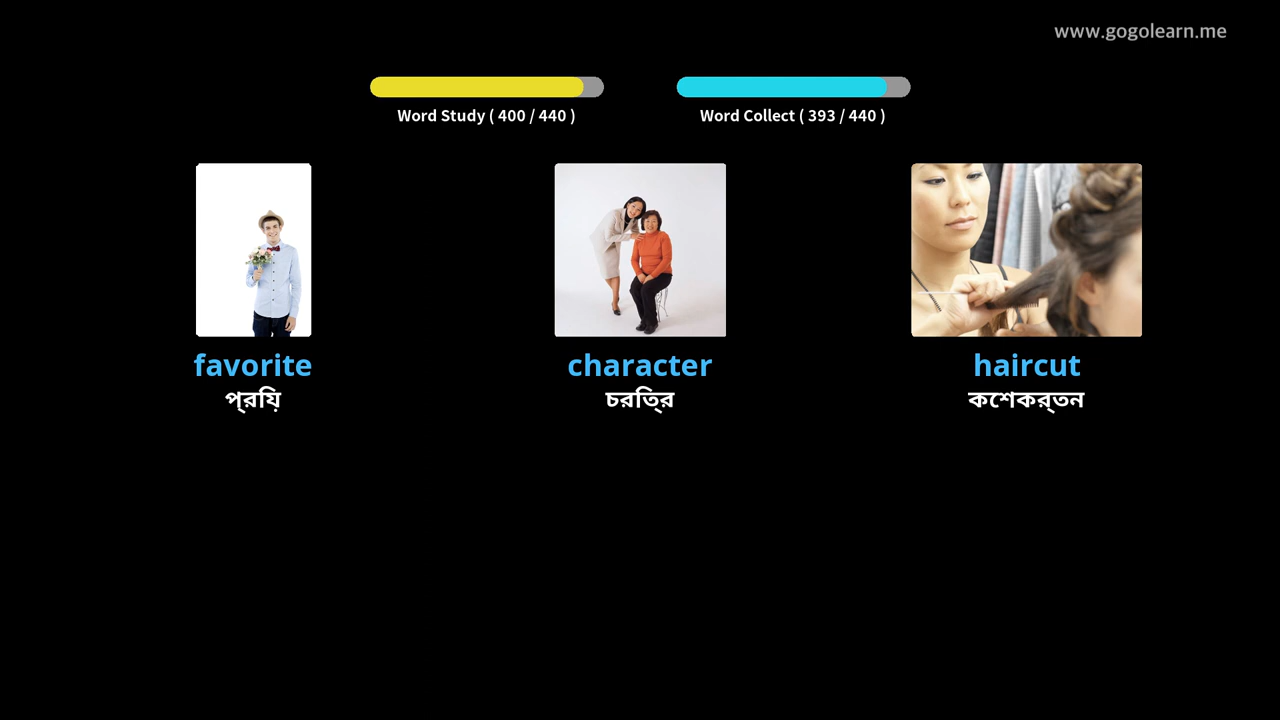 www.gogolearn.me
Word Study ( 400 / 440 )
Word Collect ( 393 / 440 )
favorite
character
haircut
প্রিয়
চরিত্র
কেশকর্তন